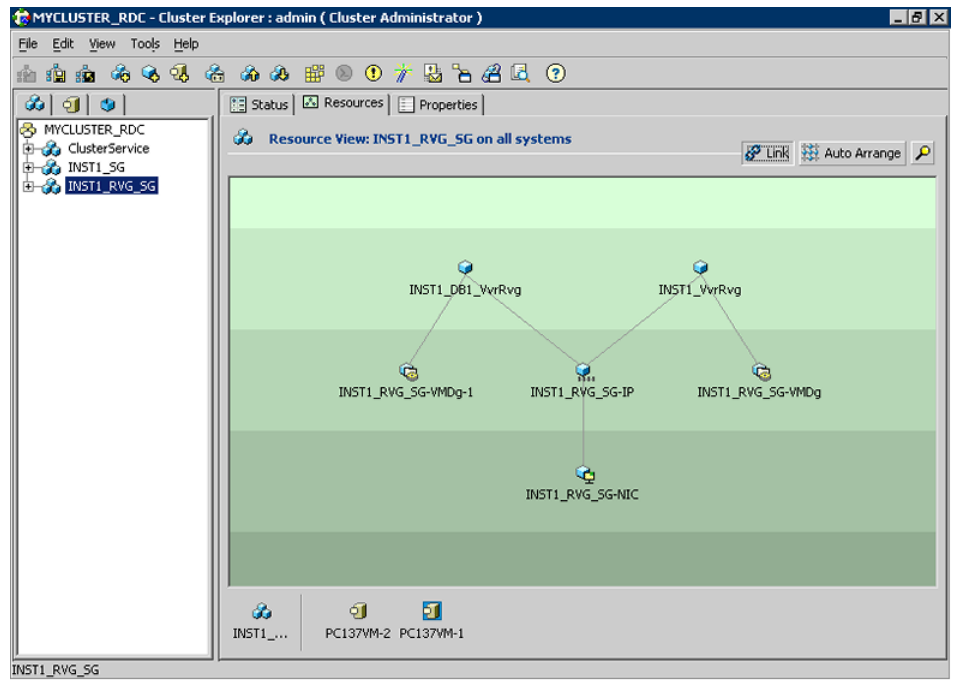 MYCLUSTER_RDC - Cluster Explorer : admin ( Cluster Administrator )
File Edit View Tools Help
Status Resources Properties
MYCLUSTER_RDC
ClusterService
INST1_SG
INST1_RVG_SG
Resource View: INST1_RVG_SG on all systems
Link Auto Arrange
INST1_DB1_VvrRvg INST1_VvrRvg
INST1_RVG_SG-VMDg-1 INST1_RVG_SG-IP INST1_RVG_SG-VMDg
INST1_RVG_SG-NIC
INST1_... PC137VM-2 PC137VM-1
INST1_RVG_SG